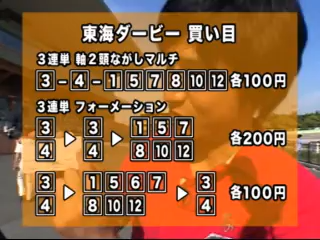 東海ダービー 買い目
3連単 軸2頭ながしマルチ
3-4-1 5 7 8 10 12 各100円
3連単 フォーメーション
3 ▶ 3 ▶ 1 5 7 各200円
4 4 8 10 12
3 ▶ 1 5 6 7 ▶ 3 各100円
4 8 10 12 4